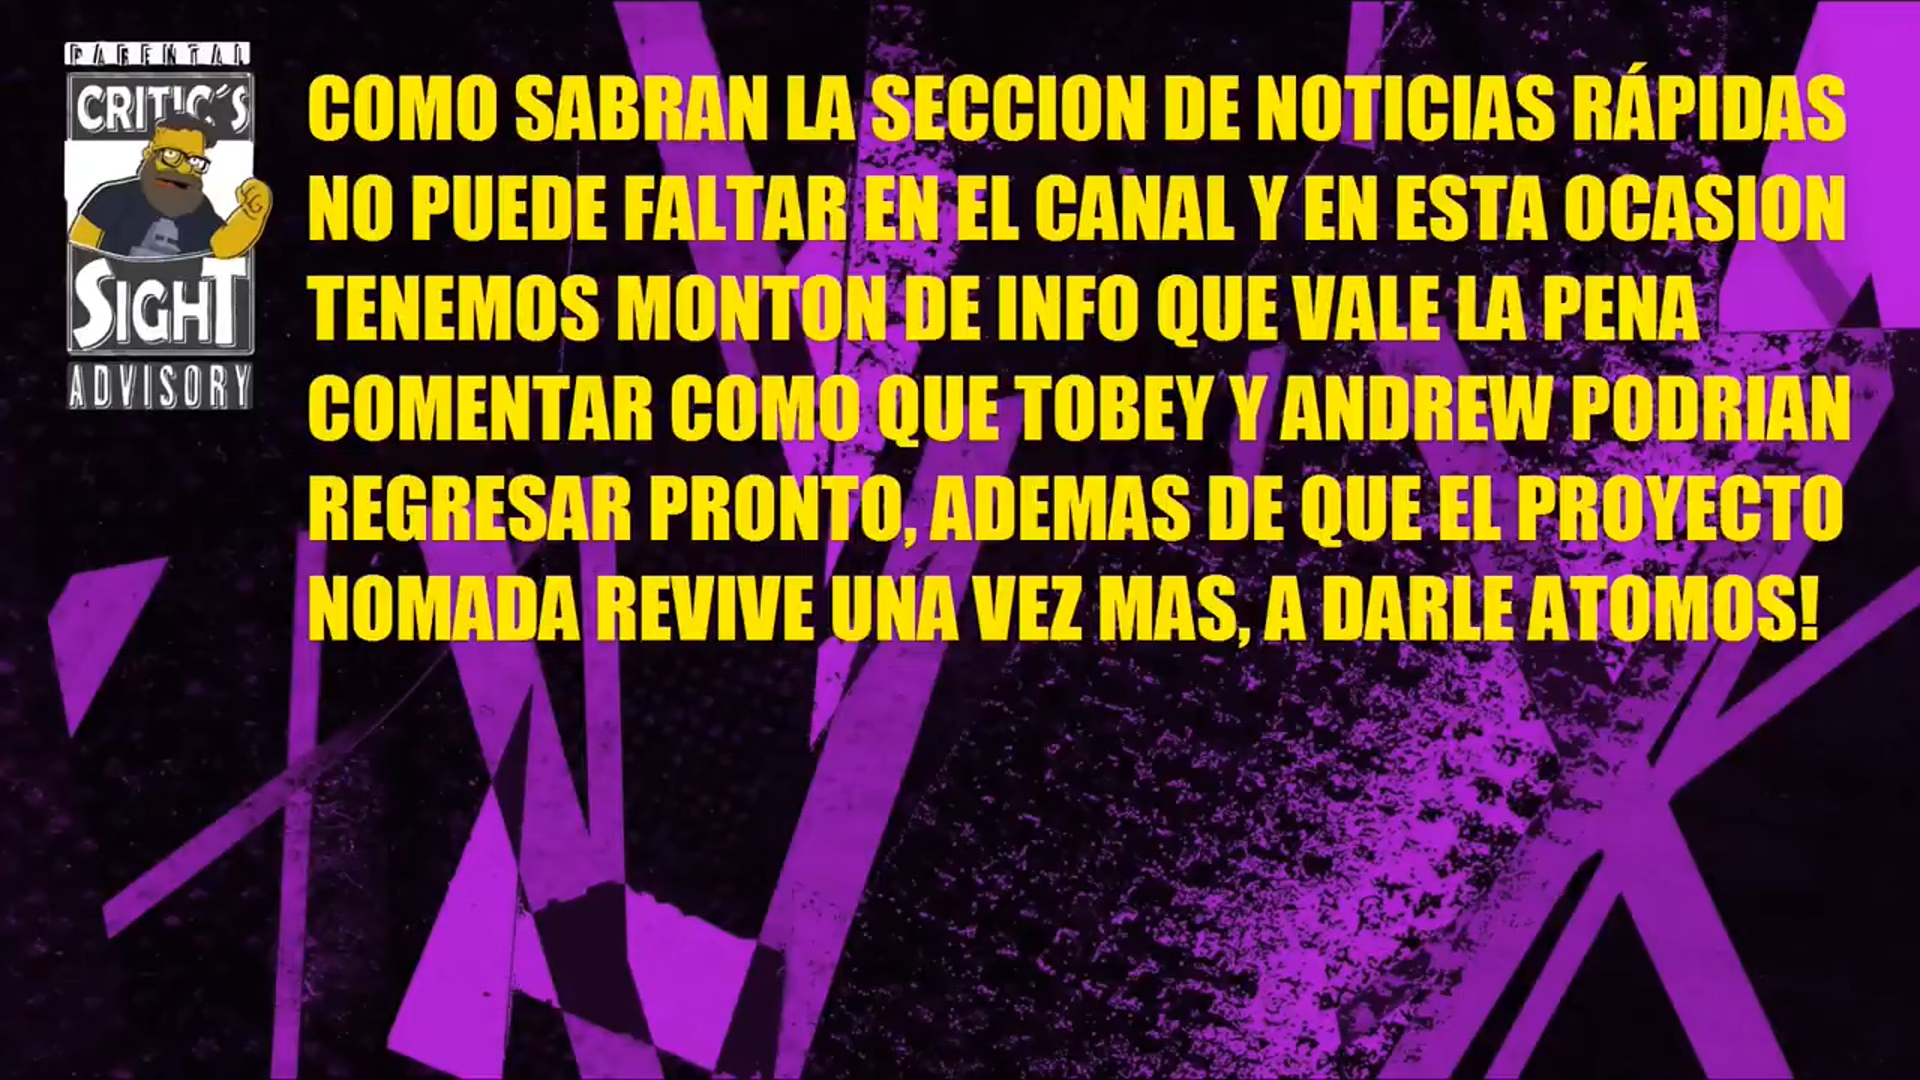 PARENTAL
CRITIC'S
SIGHT
ADVISORY
COMO SABRAN LA SECCION DE NOTICIAS RÁPIDAS
NO PUEDE FALTAR EN EL CANAL Y EN ESTA OCASION
TENEMOS MONTON DE INFO QUE VALE LA PENA
COMENTAR COMO QUE TOBEY Y ANDREW PODRIAN
REGRESAR PRONTO, ADEMAS DE QUE EL PROYECTO
NOMADA REVIVE UNA VEZ MAS, A DARLE ATOMOS!